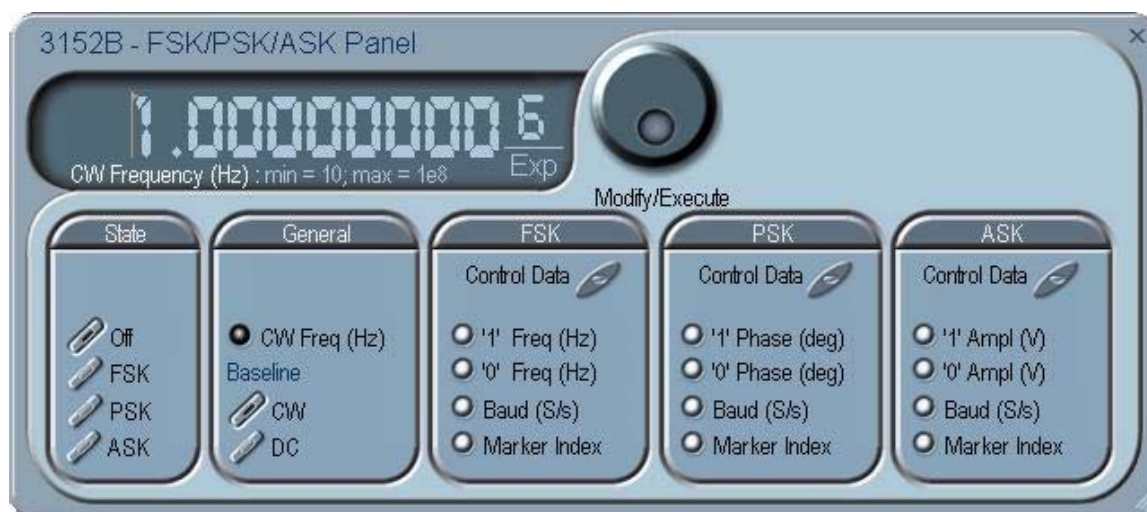 3152B - FSK/PSK/ASK Panel
1.00000000 6
Exp
CW Frequency (Hz) : min = 10; max = 1e8
Modify/Execute
State
Off
FSK
PSK
ASK
General
CW Freq (Hz)
Baseline
CW
DC
FSK
Control Data
'1' Freq (Hz)
'0' Freq (Hz)
Baud (S/s)
Marker Index
PSK
Control Data
'1' Phase (deg)
'0' Phase (deg)
Baud (S/s)
Marker Index
ASK
Control Data
'1' Ampl (V)
'0' Ampl (V)
Baud (S/s)
Marker Index